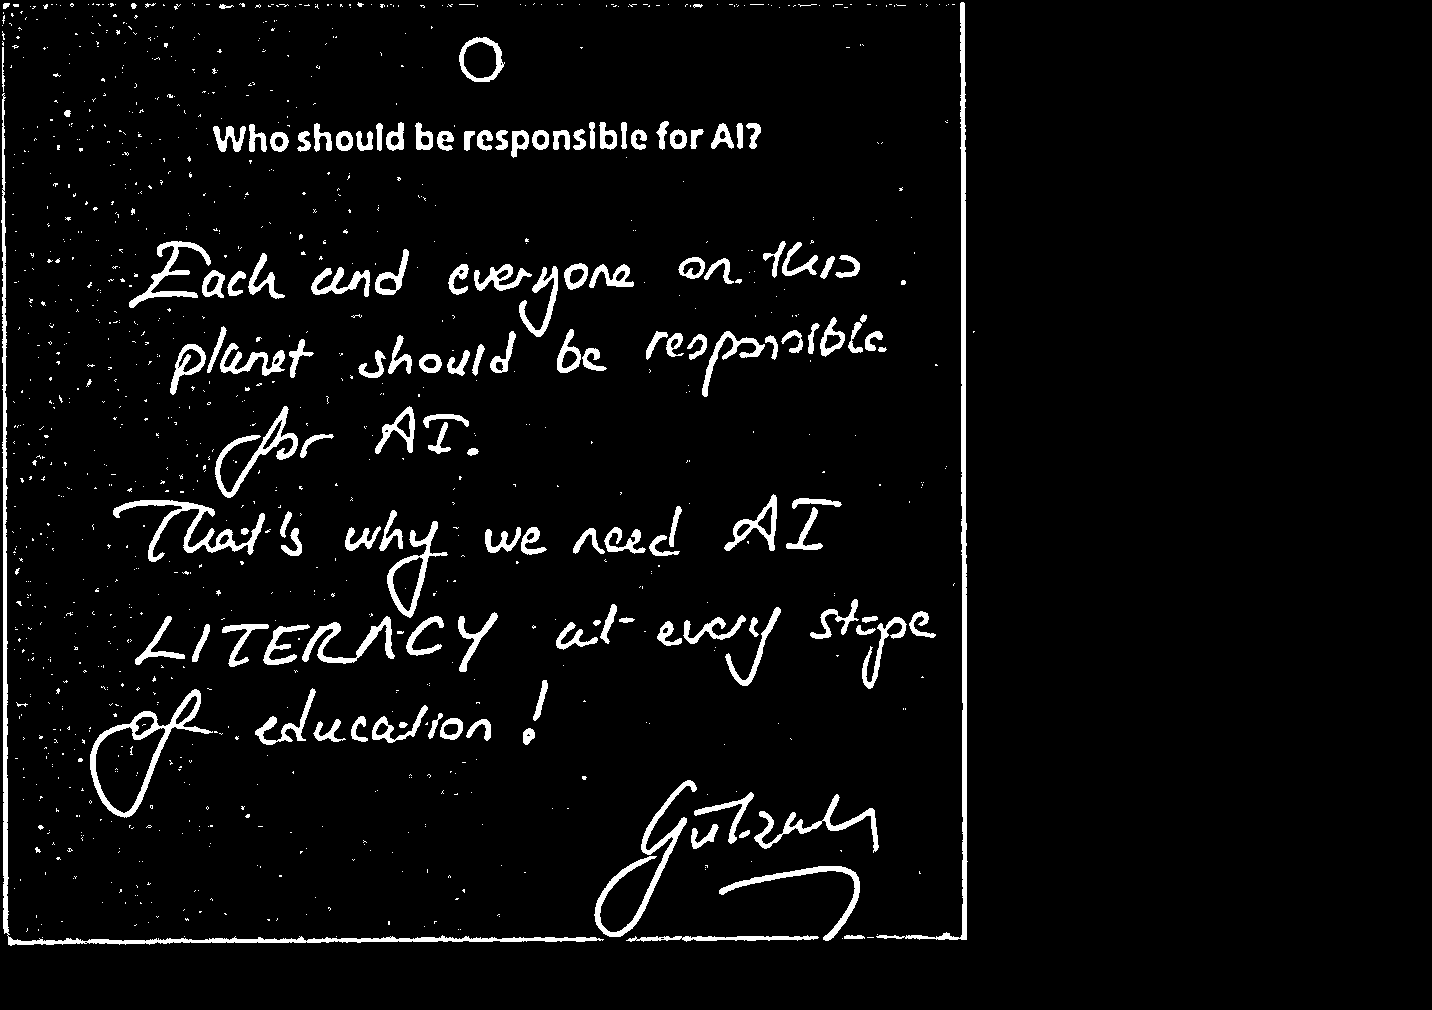 Who should be responsible for AI?
Each and everyone on this
planet should be responsible
for AI.
That's why we need AI
LITERACY at every stage
of education!